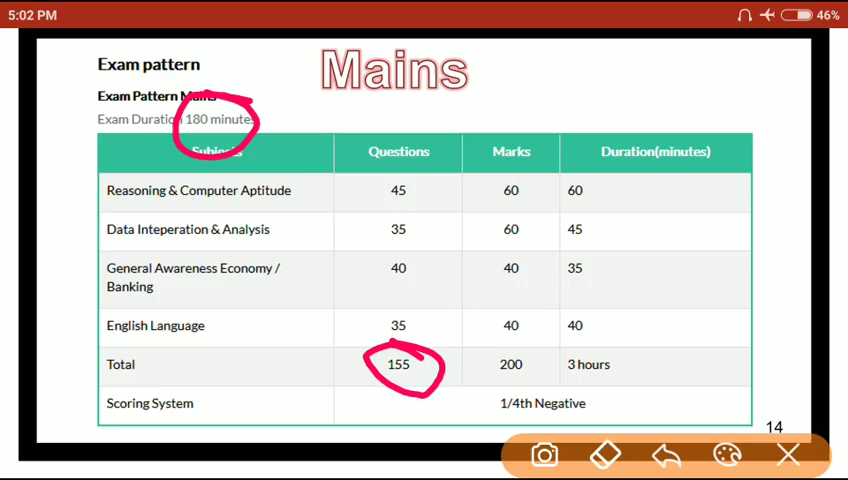 5:02 PM
46%
Mains
Exam pattern
Exam Pattern Mains
Exam Duration 180 minutes
Subjects Questions Marks Duration(minutes)
Reasoning & Computer Aptitude 45 60 60
Data Inteperation & Analysis 35 60 45
General Awareness Economy / 40 40 35
Banking
English Language 35 40 40
Total 155 200 3 hours
Scoring System 1/4th Negative
14